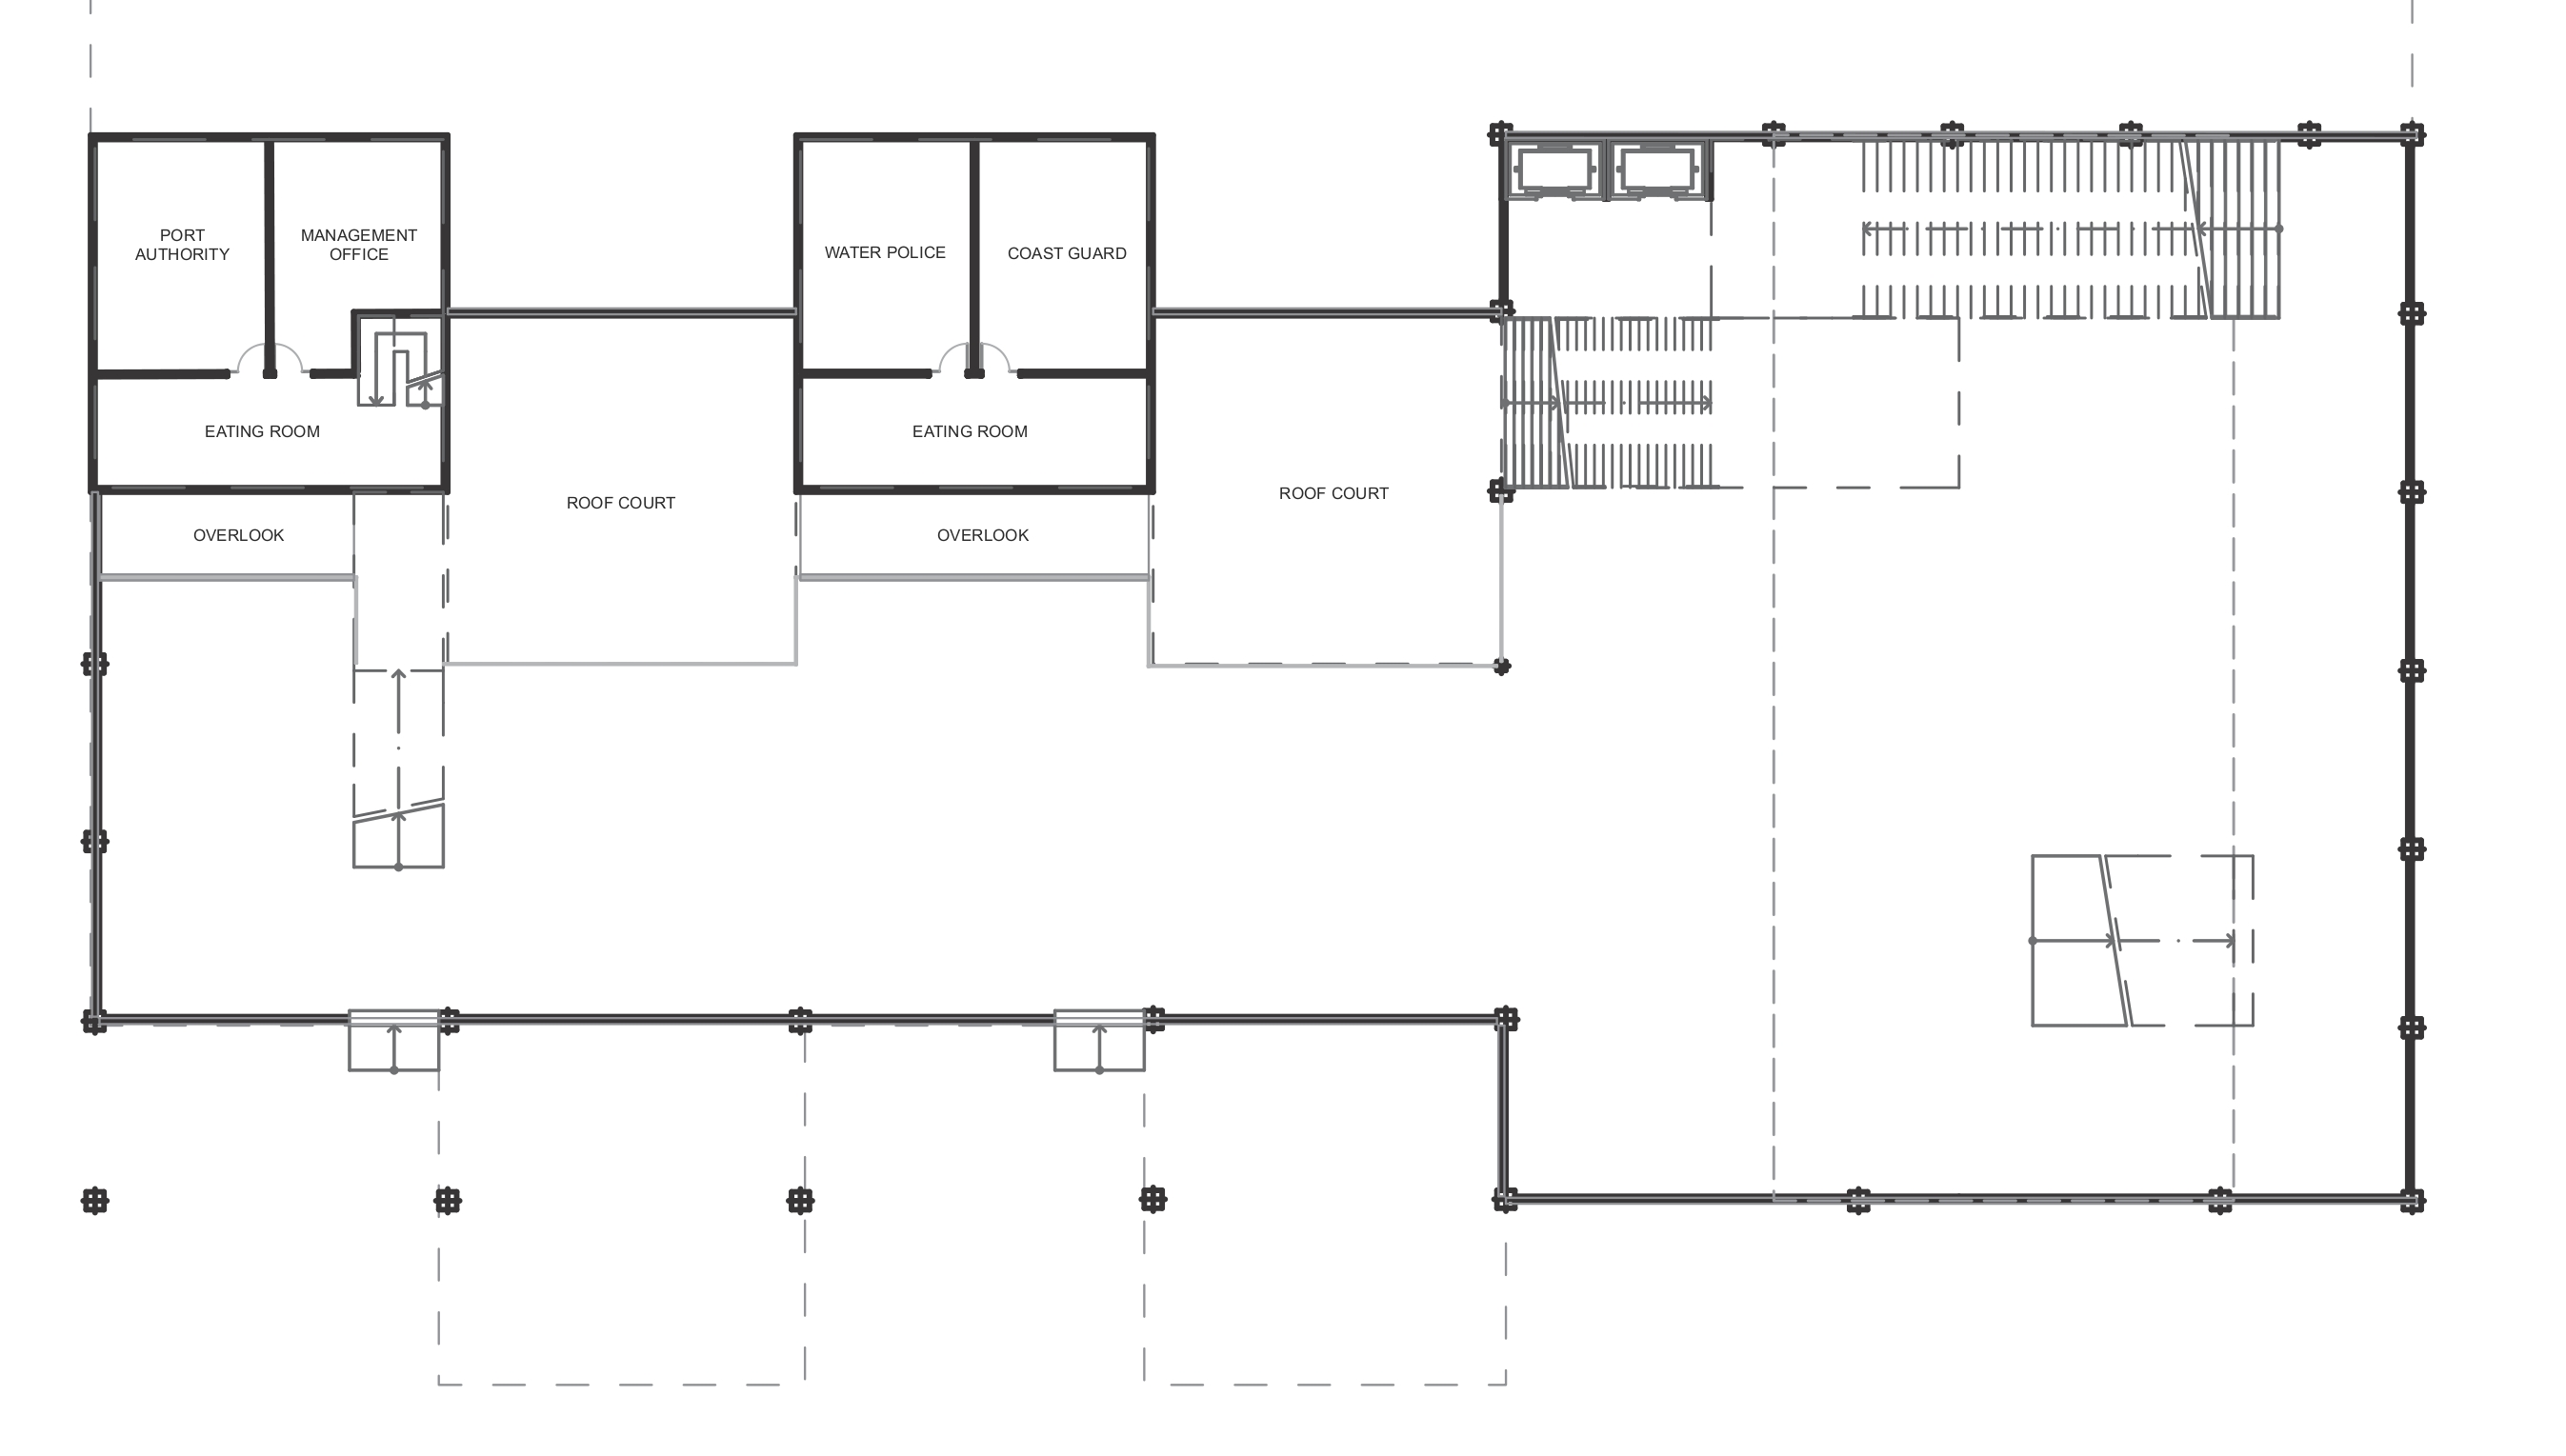 PORT
AUTHORITY
MANAGEMENT
OFFICE
WATER POLICE
COAST GUARD
EATING ROOM
EATING ROOM
ROOF COURT
ROOF COURT
OVERLOOK
OVERLOOK